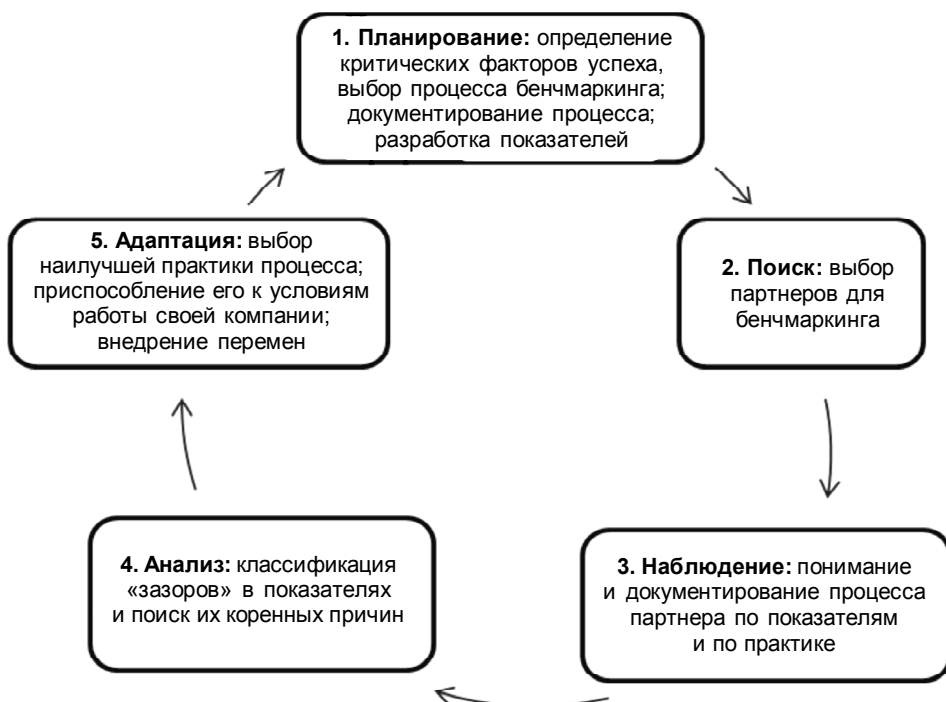 1. Планирование: определение
критических факторов успеха,
выбор процесса бенчмаркинга;
документирование процесса;
разработка показателей
2. Поиск: выбор
партнеров для
бенчмаркинга
3. Наблюдение: понимание
и документирование процесса
партнера по показателям
и по практике
4. Анализ: классификация
«зазоров» в показателях
и поиск их коренных причин
5. Адаптация: выбор
наилучшей практики процесса;
приспособление его к условиям
работы своей компании;
внедрение перемен